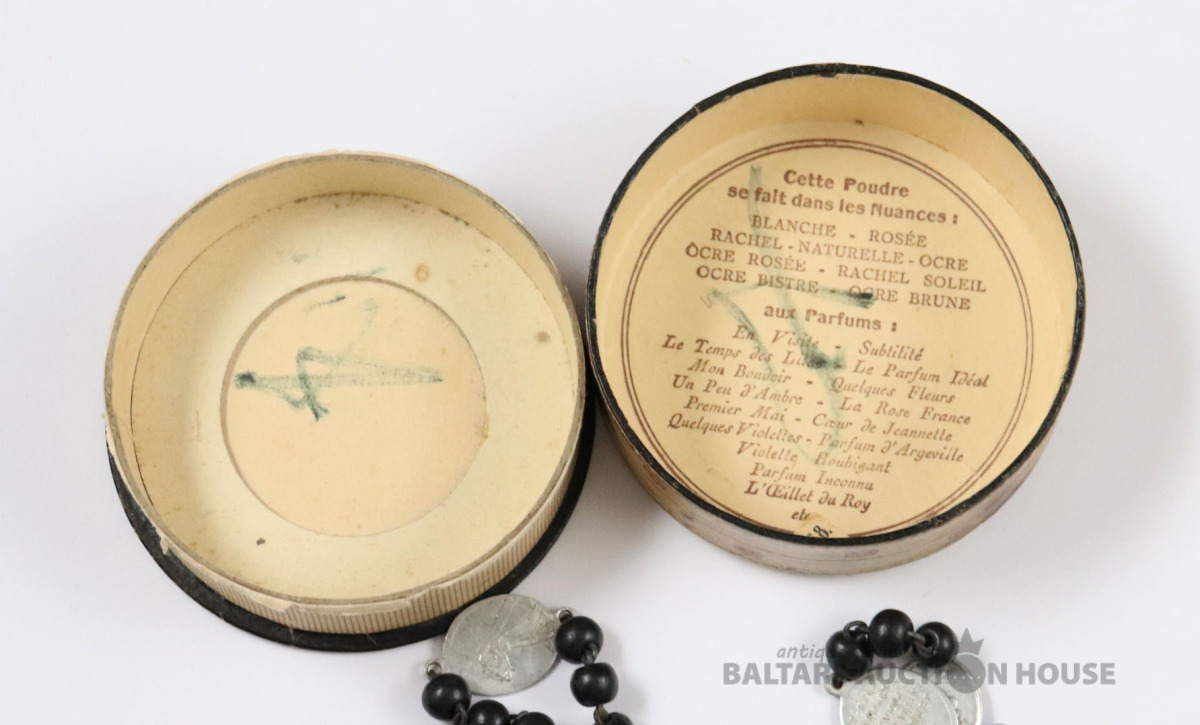 Cette Poudre
se fait dans les Nuances :
BLANCHE - ROSÉE
RACHEL - NATURELLE - OCRE
OCRE ROSÉE - RACHEL SOLEIL
OCRE BISTRE - OCRE BRUNE
aux Parfums :
En Visite - Subtilité
Le Temps des Lilas - Le Parfum Idéal
Mon Boudoir - Quelques Fleurs
Un Peu d'Ambre - La Rose France
Premier Mai - Cœur de Jeannette
Quelques Violettes - Parfum d'Argeville
Violette Houbigant
Parfum Inconnu
L'Œillet du Roy
etc
58.
BALTAR AUCTION HOUSE